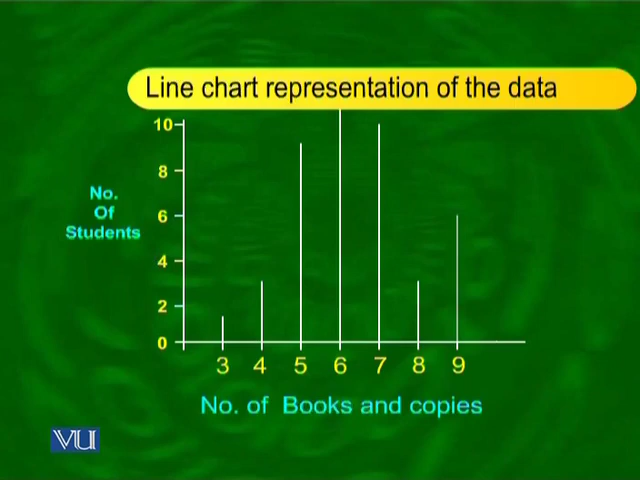 Line chart representation of the data
10
8
6
4
2
0
No.
Of
Students
3 4 5 6 7 8 9
No. of Books and copies
VU